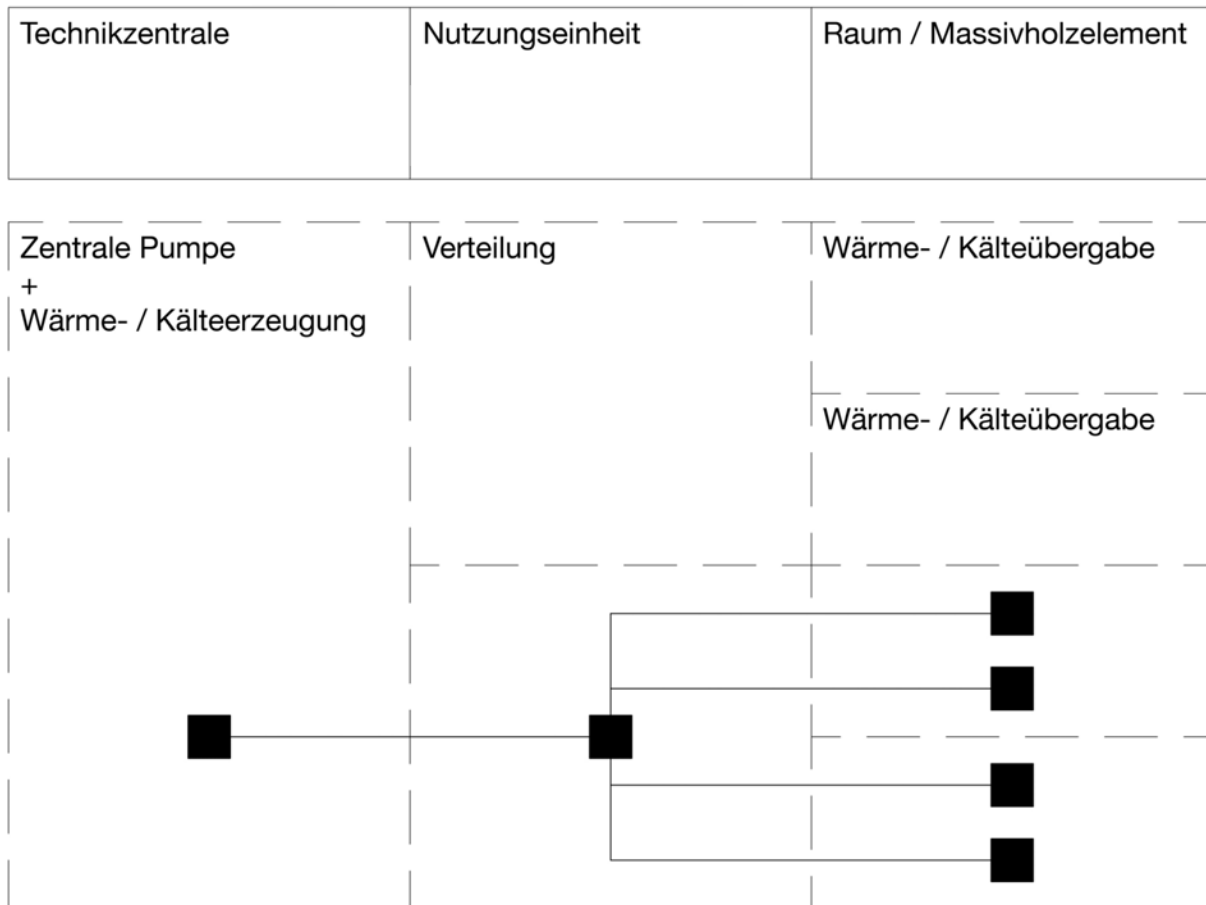 Technikzentrale
Nutzungseinheit
Raum / Massivholzelement
Zentrale Pumpe
+
Wärme- / Kälteerzeugung
Verteilung
Wärme- / Kälteübergabe
Wärme- / Kälteübergabe